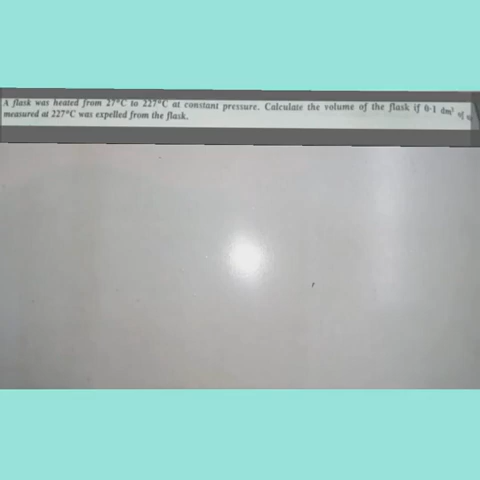 A flask was heated from 27°C to 227°C at constant pressure. Calculate the volume of the flask if 0·1 dm³ of
measured at 227°C was expelled from the flask.